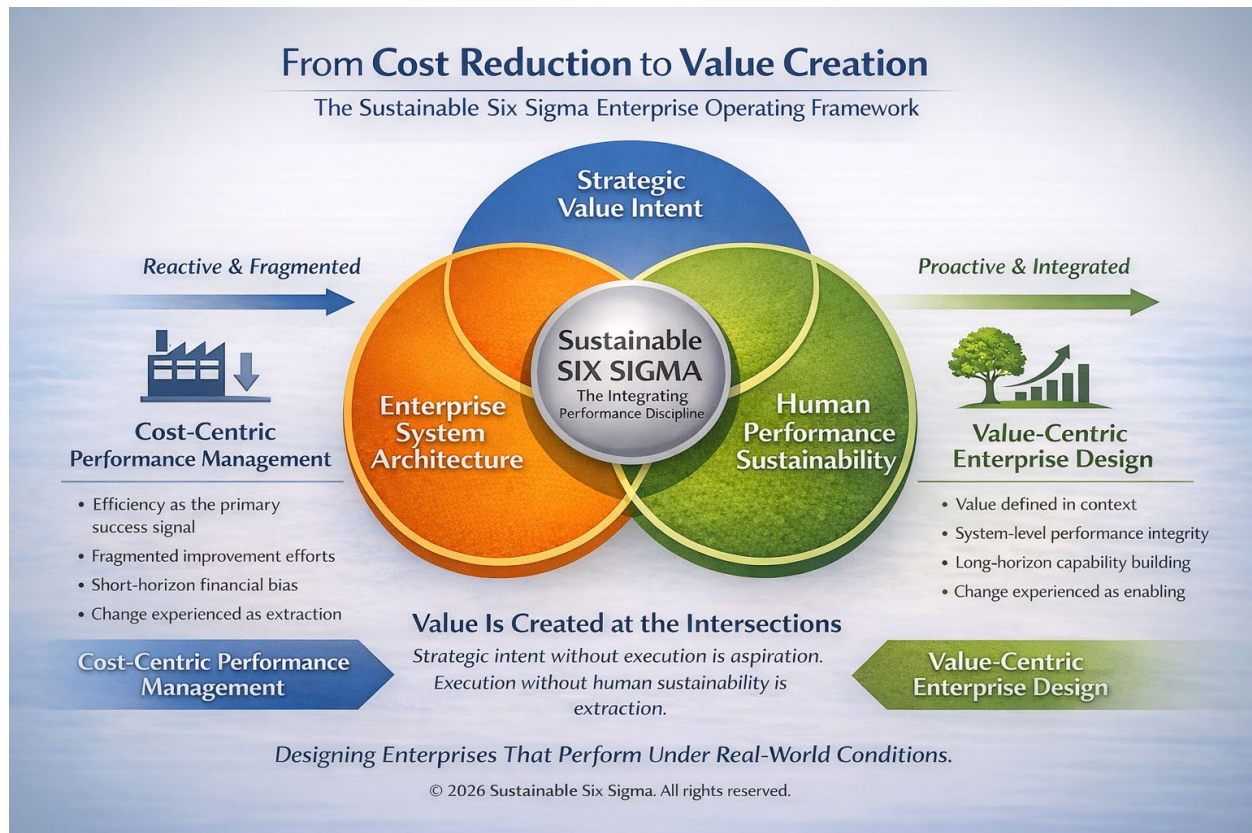 From Cost Reduction to Value Creation
The Sustainable Six Sigma Enterprise Operating Framework
Strategic
Value Intent
Reactive & Fragmented
Proactive & Integrated
Sustainable
SIX SIGMA
The Integrating
Performance Discipline
Enterprise
System
Architecture
Human
Performance
Sustainability
Cost-Centric
Performance Management
• Efficiency as the primary
success signal
• Fragmented improvement efforts
• Short-horizon financial bias
• Change experienced as extraction
Value-Centric
Enterprise Design
• Value defined in context
• System-level performance integrity
• Long-horizon capability building
• Change experienced as enabling
Cost-Centric Performance
Management
Value Is Created at the Intersections
Strategic intent without execution is aspiration.
Execution without human sustainability is
extraction.
Value-Centric
Enterprise Design
Designing Enterprises That Perform Under Real-World Conditions.
© 2026 Sustainable Six Sigma. All rights reserved.